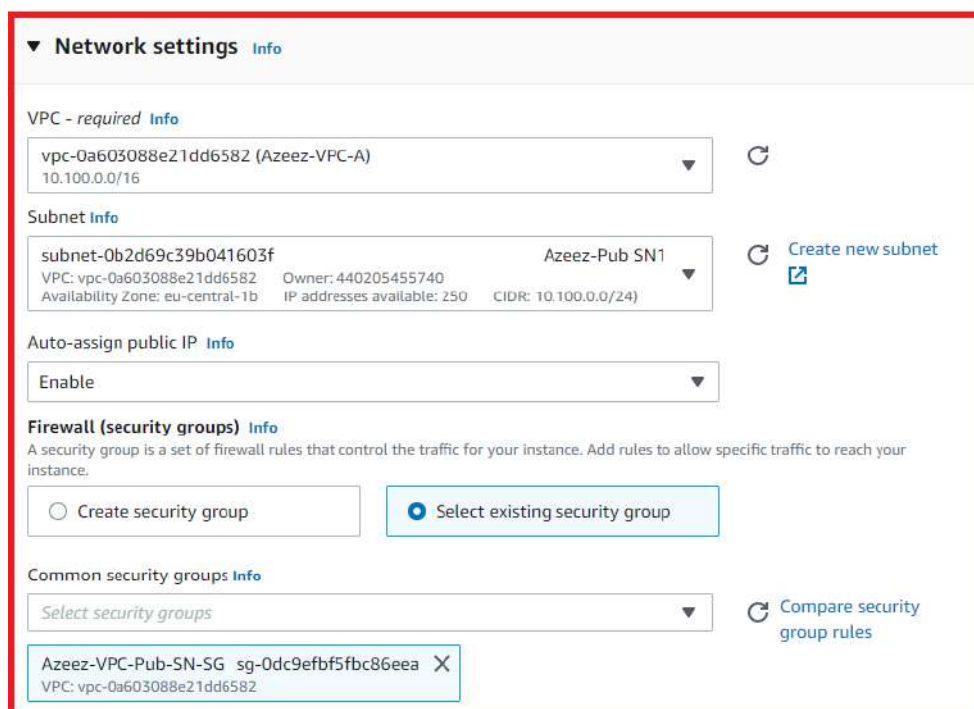 Network settings Info
VPC - required Info
vpc-0a603088e21dd6582 (Azeez-VPC-A)
10.100.0.0/16
Subnet Info
subnet-0b2d69c39b041603f Azeez-Pub SN1
VPC: vpc-0a603088e21dd6582 Owner: 440205455740
Availability Zone: eu-central-1b IP addresses available: 250 CIDR: 10.100.0.0/24)
Create new subnet
Auto-assign public IP Info
Enable
Firewall (security groups) Info
A security group is a set of firewall rules that control the traffic for your instance. Add rules to allow specific traffic to reach your
instance.
Create security group
Select existing security group
Common security groups Info
Select security groups
Compare security
group rules
Azeez-VPC-Pub-SN-SG sg-0dc9efbf5fbc86eea
VPC: vpc-0a603088e21dd6582